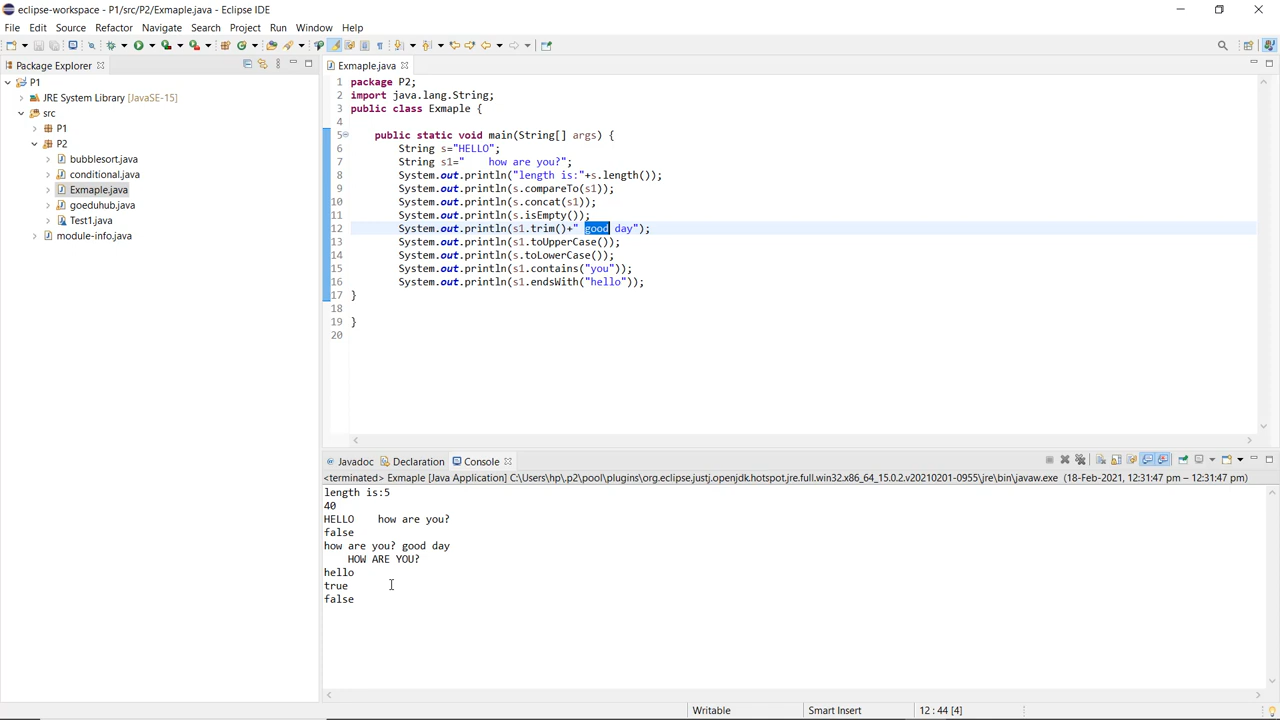 eclipse-workspace - P1/src/P2/Exmaple.java - Eclipse IDE
File Edit Source Refactor Navigate Search Project Run Window Help
Package Explorer
Exmaple.java
P1
JRE System Library [JavaSE-15]
src
P1
P2
bubblesort.java
conditional.java
Exmaple.java
goeduhub.java
Test1.java
module-info.java
1 package P2;
2 import java.lang.String;
3 public class Exmaple {
4
5 public static void main(String[] args) {
6 String s="HELLO";
7 String s1="    how are you?";
8 System.out.println("length is:"+s.length());
9 System.out.println(s.compareTo(s1));
10 System.out.println(s.concat(s1));
11 System.out.println(s.isEmpty());
12 System.out.println(s1.trim()+" good day");
13 System.out.println(s1.toUpperCase());
14 System.out.println(s.toLowerCase());
15 System.out.println(s1.contains("you"));
16 System.out.println(s1.endsWith("hello"));
17 }
18
19 }
20
Javadoc Declaration Console
<terminated> Exmaple [Java Application] C:\Users\hp\.p2\pool\plugins\org.eclipse.justj.openjdk.hotspot.jre.full.win32.x86_64_15.0.2.v20210201-0955\jre\bin\javaw.exe (18-Feb-2021, 12:31:47 pm – 12:31:47 pm)
length is:5
40
HELLO    how are you?
false
how are you? good day
    HOW ARE YOU?
hello
true
false
Writable Smart Insert 12 : 44 [4]